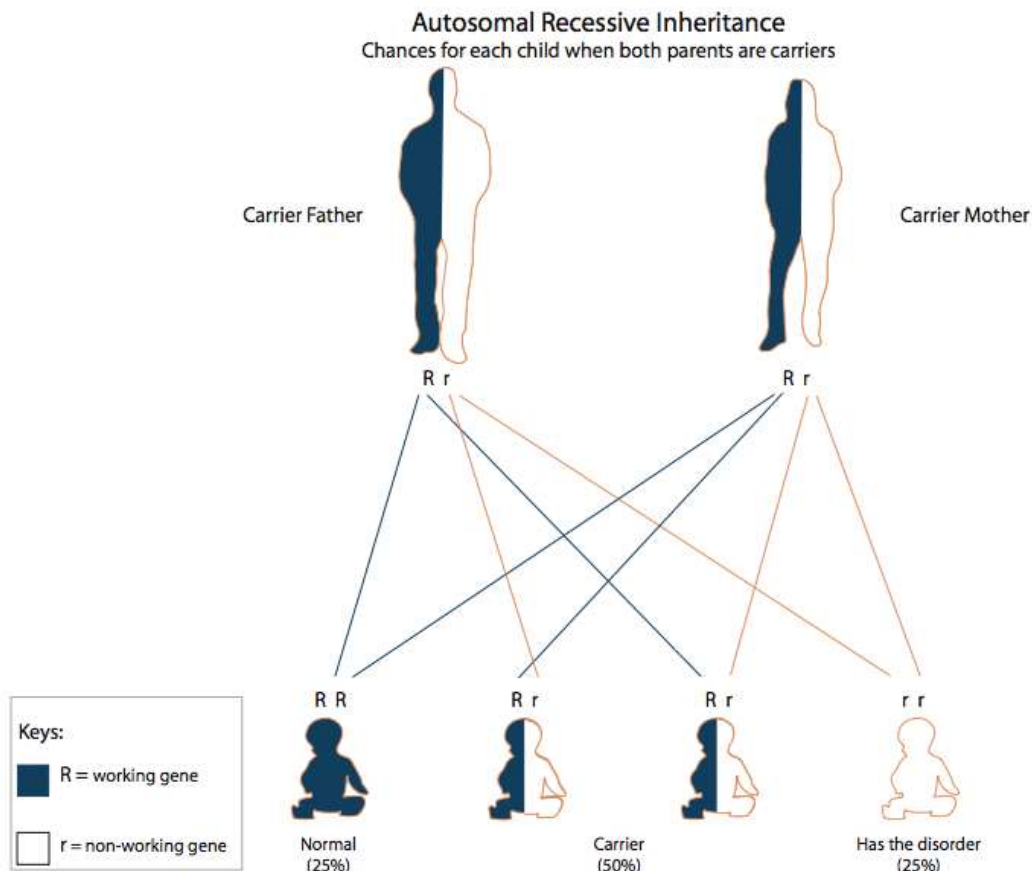 Autosomal Recessive Inheritance
Chances for each child when both parents are carriers
Carrier Father
Carrier Mother
R r
R r
R R
R r
R r
r r
Keys:
R = working gene
r = non-working gene
Normal
(25%)
Carrier
(50%)
Has the disorder
(25%)